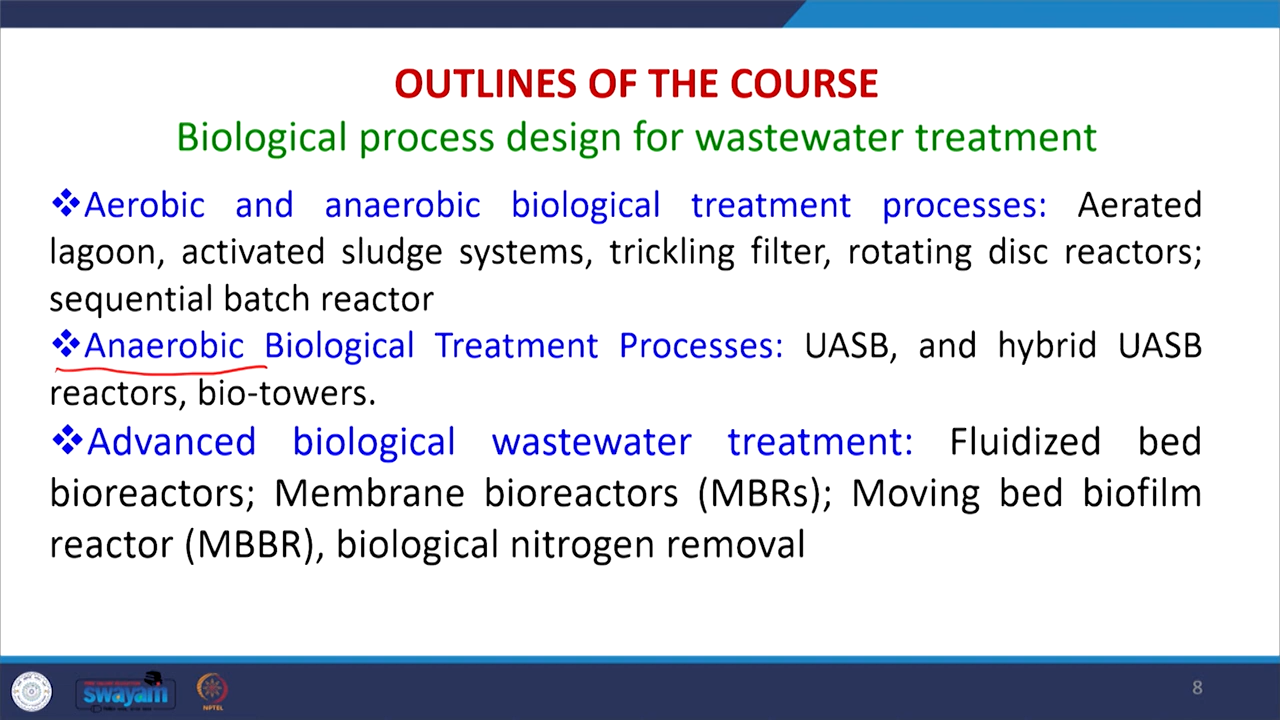 OUTLINES OF THE COURSE
Biological process design for wastewater treatment
❖Aerobic and anaerobic biological treatment processes: Aerated
lagoon, activated sludge systems, trickling filter, rotating disc reactors;
sequential batch reactor
❖Anaerobic Biological Treatment Processes: UASB, and hybrid UASB
reactors, bio-towers.
❖Advanced biological wastewater treatment: Fluidized bed
bioreactors; Membrane bioreactors (MBRs); Moving bed biofilm
reactor (MBBR), biological nitrogen removal
swayam
NPTEL
8